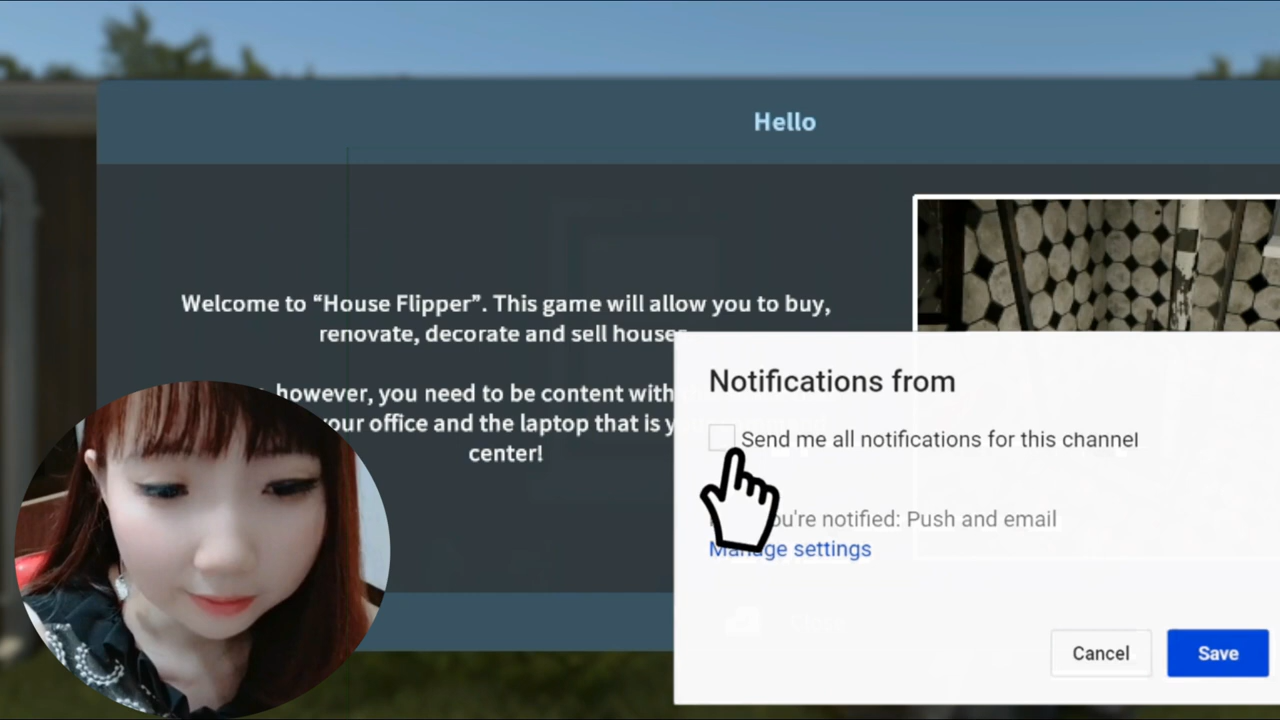 Hello
Welcome to “House Flipper”. This game will allow you to buy,
renovate, decorate and sell houses
however, you need to be content with
your office and the laptop that is
center!
Notifications from
Send me all notifications for this channel
you're notified: Push and email
Manage settings
Cancel
Save